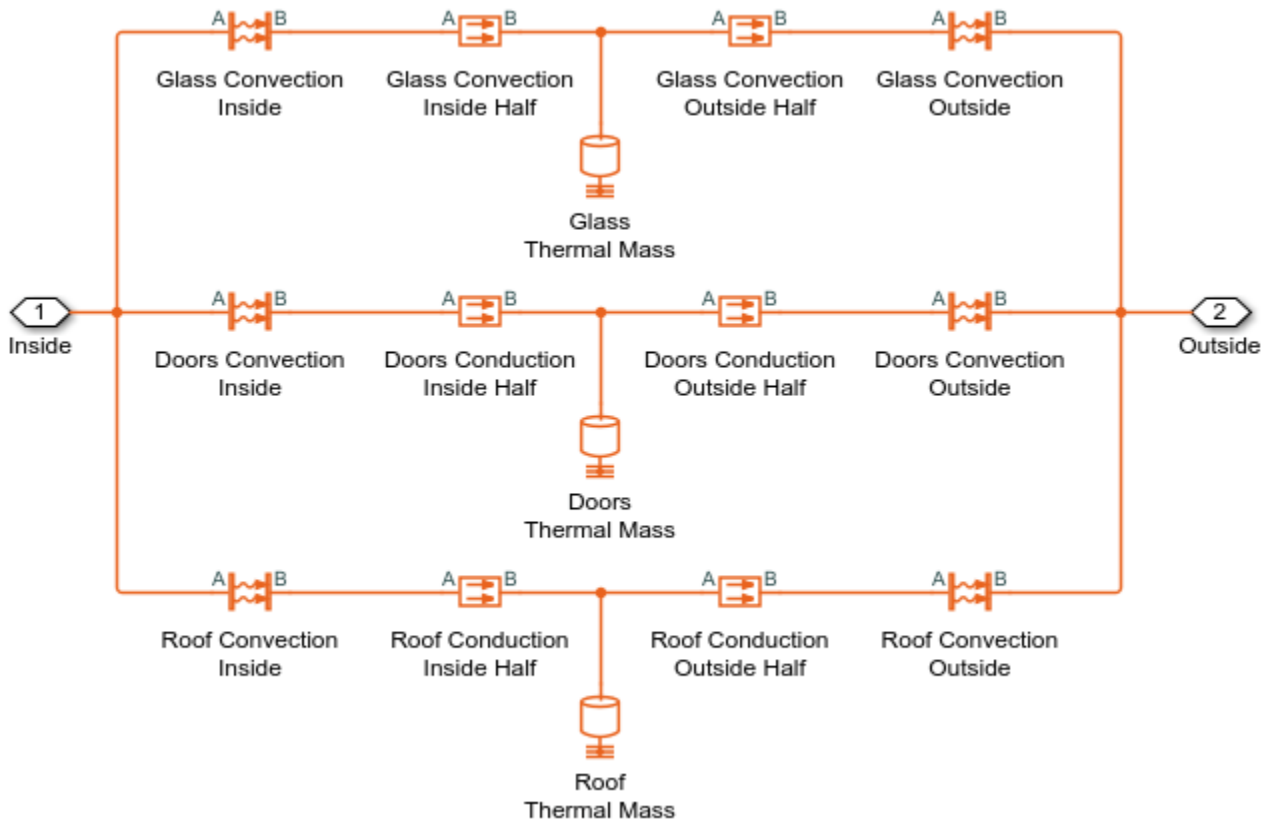 A B A B A B A B
Glass Convection Glass Convection Glass Convection Glass Convection
Inside Inside Half Outside Half Outside
Glass
Thermal Mass
A B A B A B A B
1 2
Inside Outside
Doors Convection Doors Conduction Doors Conduction Doors Convection
Inside Inside Half Outside Half Outside
Doors
Thermal Mass
A B A B A B A B
Roof Convection Roof Conduction Roof Conduction Roof Convection
Inside Inside Half Outside Half Outside
Roof
Thermal Mass